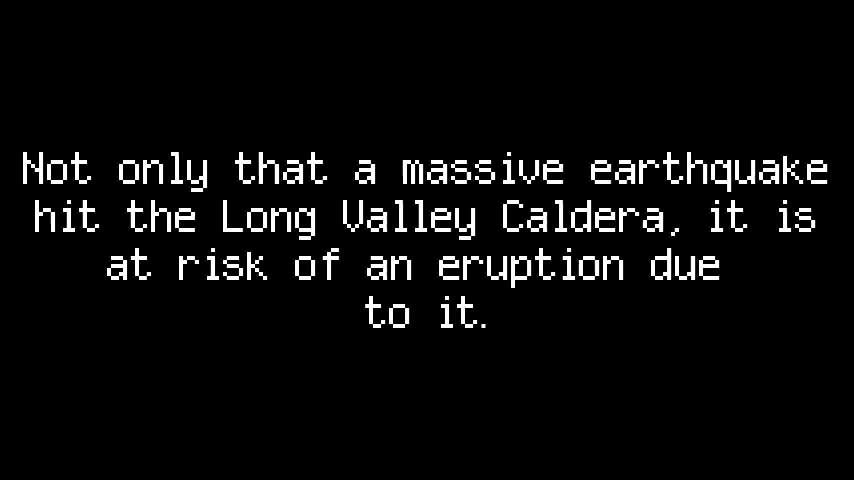 Not only that a massive earthquake
hit the Long Valley Caldera, it is
at risk of an eruption due
to it.